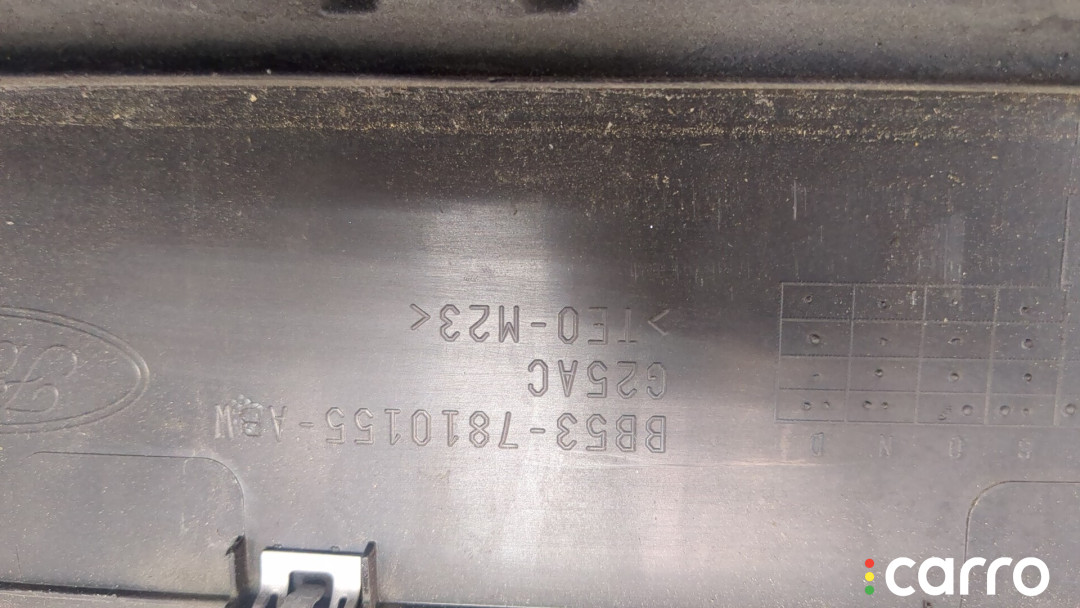 S O N D
BB53-7810155-ABW
G25AC
>TEO-M23<
carro